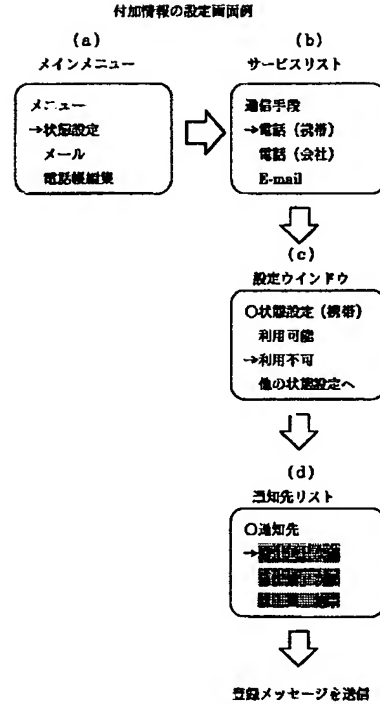 付加情報の設定画面例
(a)
メインメニュー
メニュー
→状態設定
メール
電話帳編集
(b)
サービスリスト
通信手段
→電話（携帯）
電話（会社）
E-mail
(c)
設定ウインドウ
〇状態設定（携帯）
利用可能
→利用不可
他の状態設定へ
(d)
通知先リスト
〇通知先
→
登録メッセージを送信